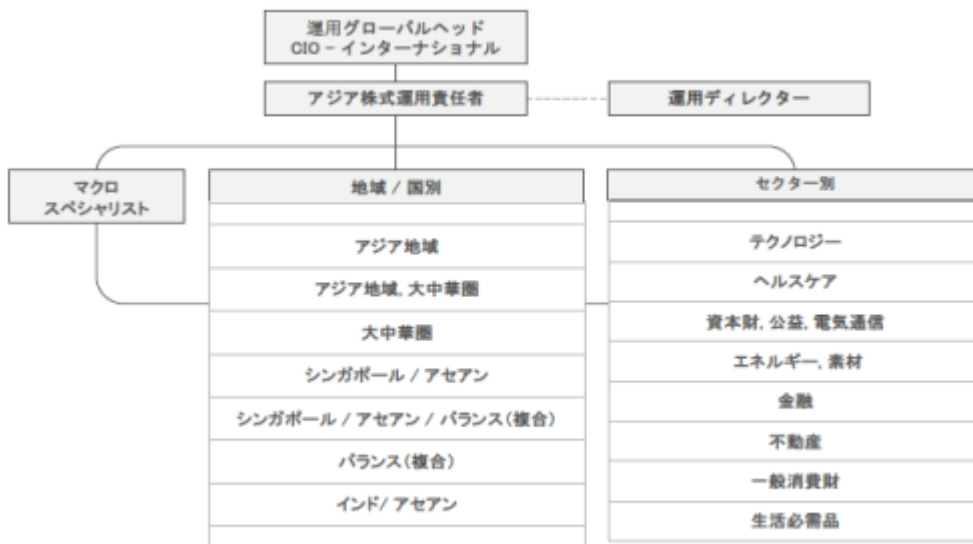 運用グローバルヘッド
CIO – インターナショナル
アジア株式運用責任者
運用ディレクター
マクロ
スペシャリスト
地域 / 国別
アジア地域
アジア地域, 大中華圏
大中華圏
シンガポール / アセアン
シンガポール / アセアン / バランス(複合)
バランス(複合)
インド/ アセアン
セクター別
テクノロジー
ヘルスケア
資本財, 公益, 電気通信
エネルギー, 素材
金融
不動産
一般消費財
生活必需品